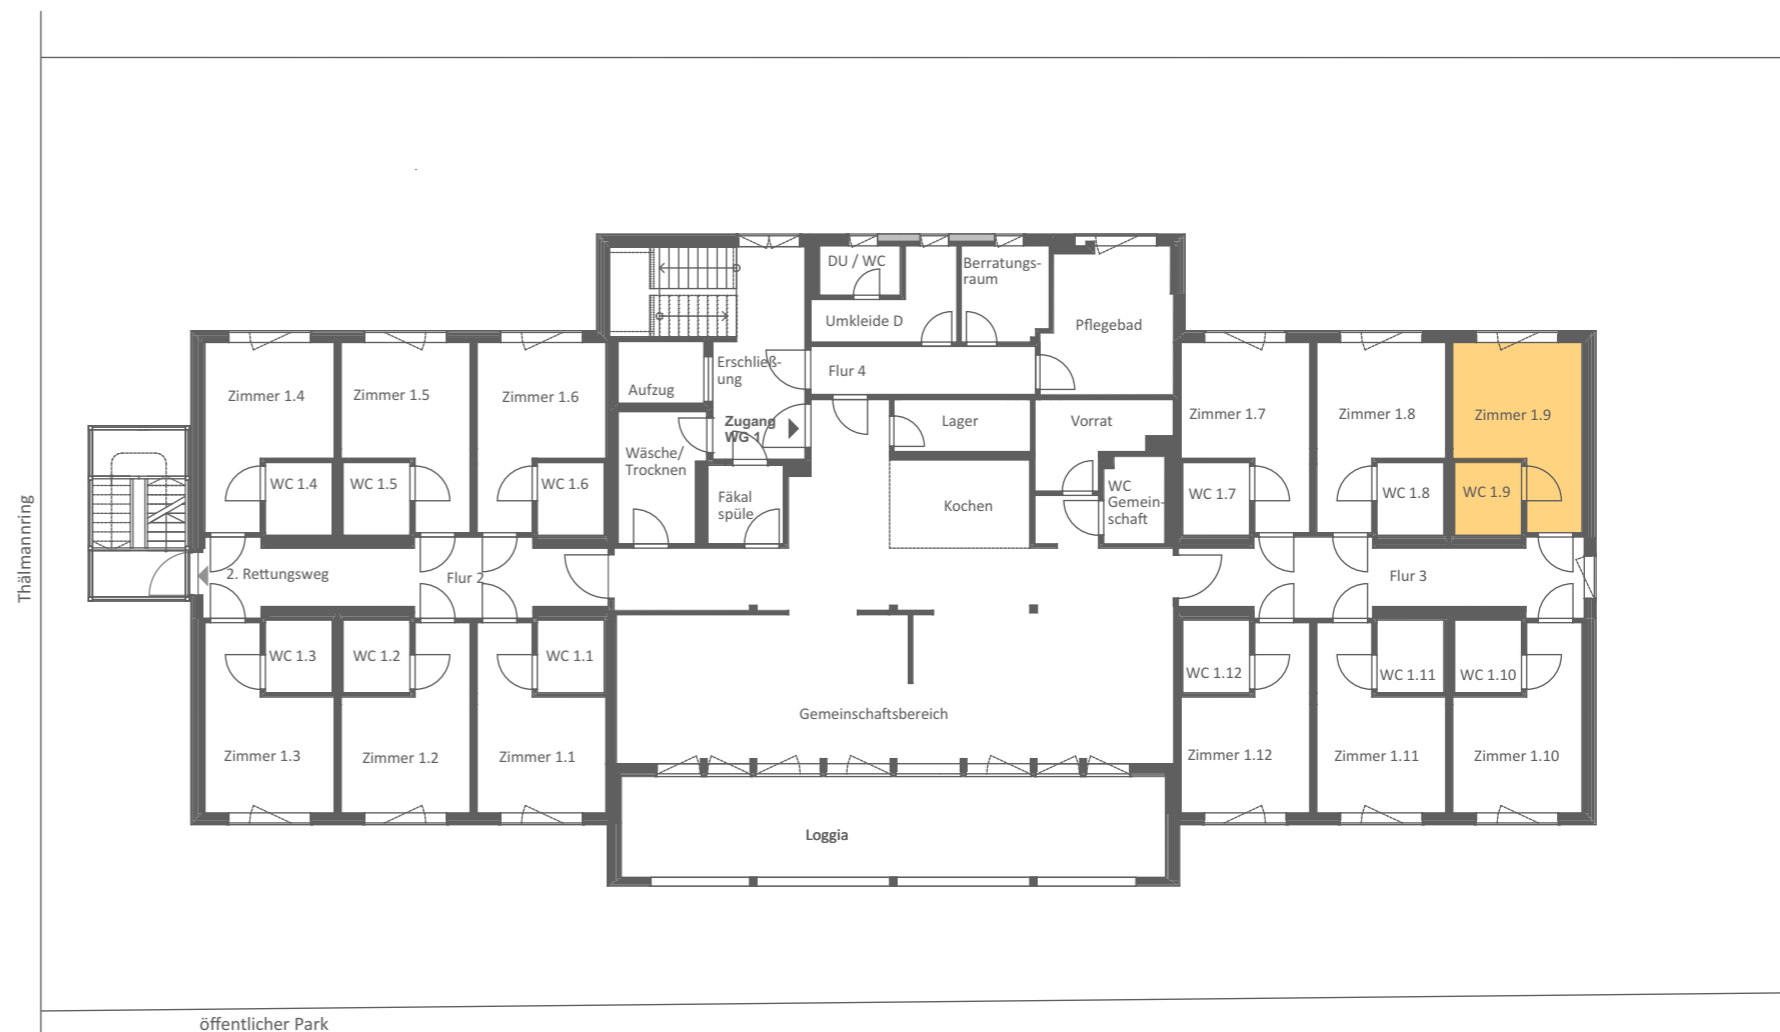 DU / WC
Berratungs-
raum
Umkleide D
Pflegebad
Erschließ-
ung
Flur 4
Aufzug
Zimmer 1.4
Zimmer 1.5
Zimmer 1.6
Zimmer 1.7
Zimmer 1.8
Zimmer 1.9
Zugang
WG 1
Lager
Vorrat
Wäsche/
Trocknen
WC 1.4
WC 1.5
WC 1.6
Fäkal
spüle
Kochen
WC
Gemein-
schaft
WC 1.7
WC 1.8
WC 1.9
Thälmannring
2. Rettungsweg
Flur 2
Flur 3
WC 1.3
WC 1.2
WC 1.1
WC 1.12
WC 1.11
WC 1.10
Gemeinschaftsbereich
Zimmer 1.3
Zimmer 1.2
Zimmer 1.1
Zimmer 1.12
Zimmer 1.11
Zimmer 1.10
Loggia
öffentlicher Park